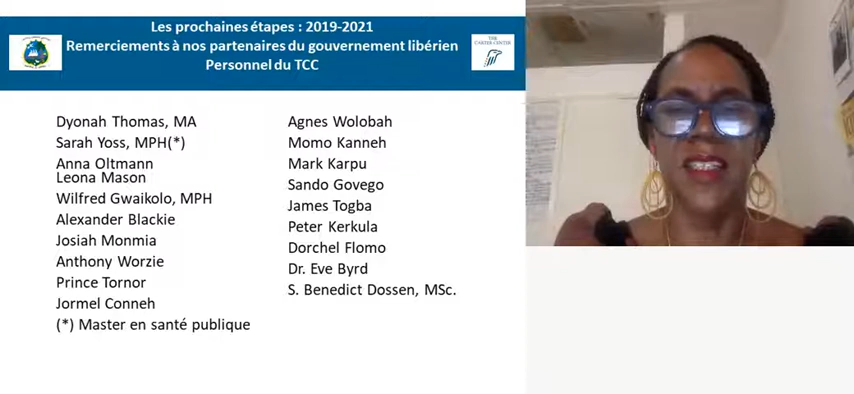 Les prochaines étapes : 2019-2021
Remerciements à nos partenaires du gouvernement libérien
Personnel du TCC
THE
CARTER CENTER
Dyonah Thomas, MA
Sarah Yoss, MPH(*)
Anna Oltmann
Leona Mason
Wilfred Gwaikolo, MPH
Alexander Blackie
Josiah Monmia
Anthony Worzie
Prince Tornor
Jormel Conneh
(*) Master en santé publique
Agnes Wolobah
Momo Kanneh
Mark Karpu
Sando Govego
James Togba
Peter Kerkula
Dorchel Flomo
Dr. Eve Byrd
S. Benedict Dossen, MSc.